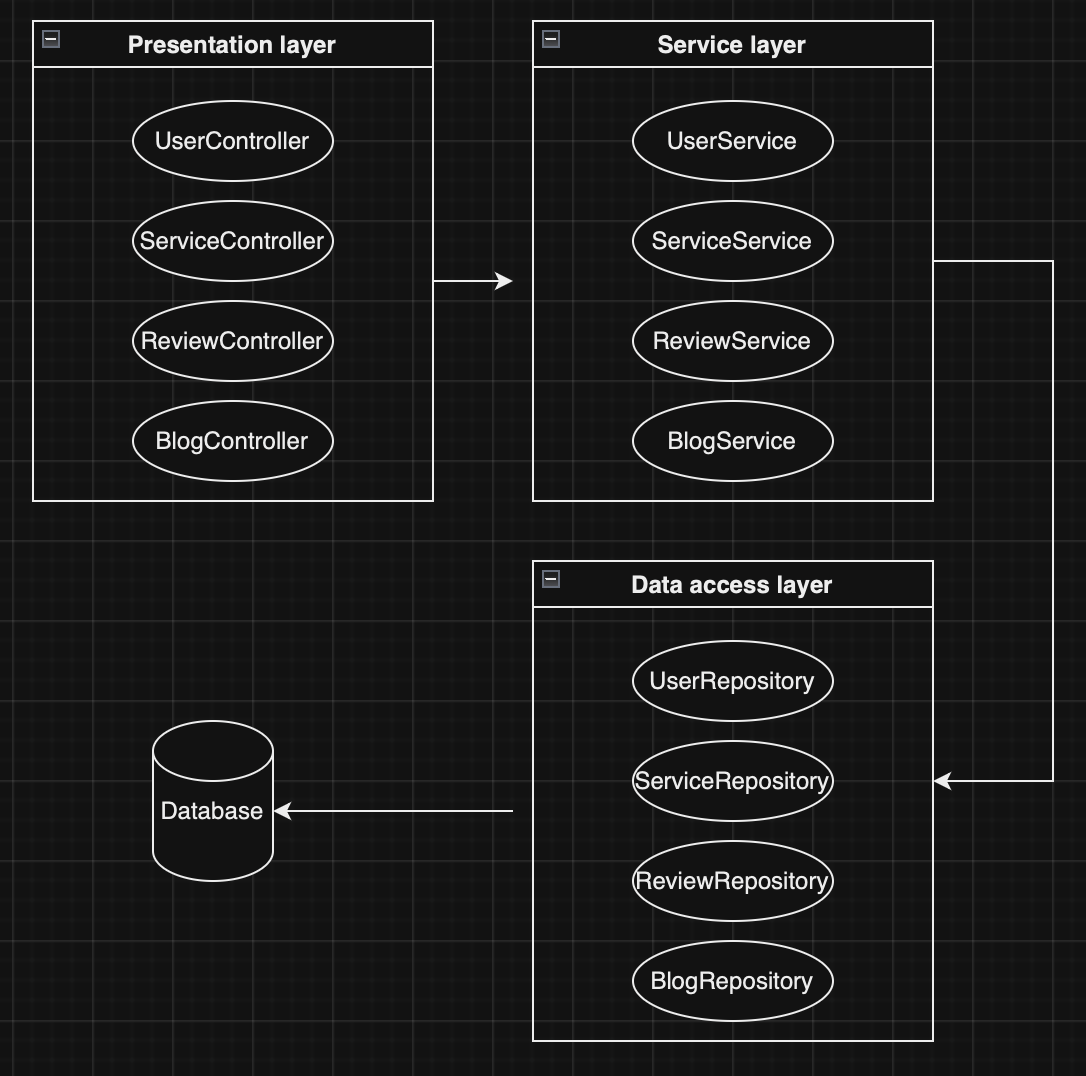 Presentation layer
UserController
ServiceController
ReviewController
BlogController
Service layer
UserService
ServiceService
ReviewService
BlogService
Data access layer
UserRepository
ServiceRepository
ReviewRepository
BlogRepository
Database